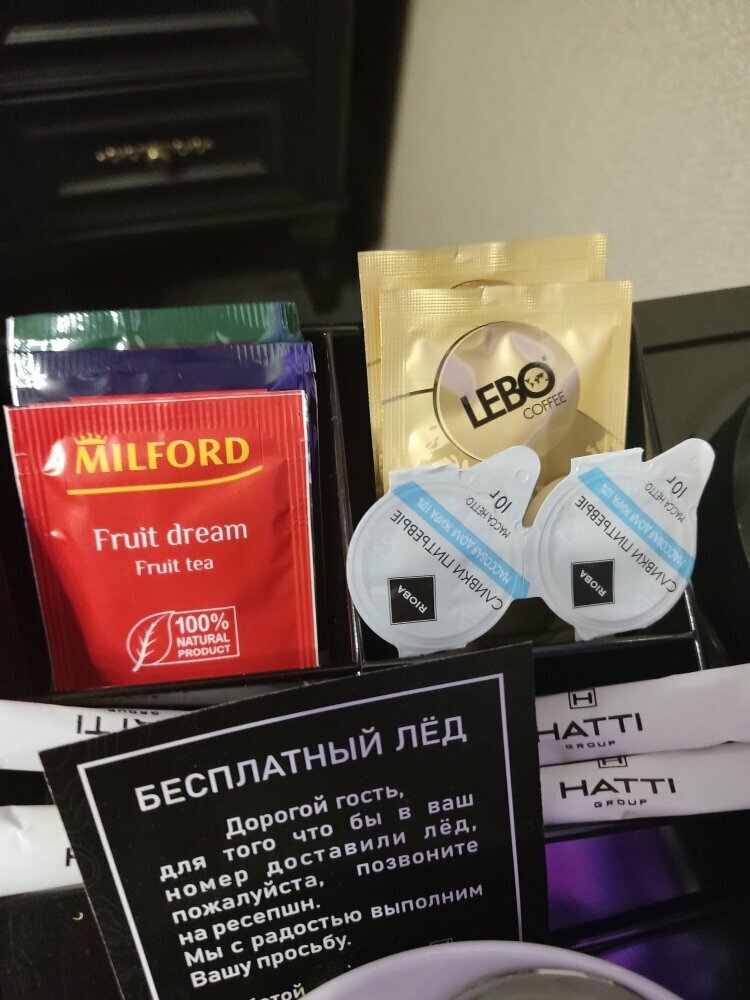 LEBO
COFFEE
MILFORD
Fruit dream
Fruit tea
100%
NATURAL
PRODUCT
МАССА НЕТТО:
10 г
МАССОВАЯ ДОЛЯ ЖИРА 10%
СЛИВКИ ПИТЬЕВЫЕ
RIOBA
МАССА НЕТТО:
10 г
МАССОВАЯ ДОЛЯ ЖИРА 10%
СЛИВКИ ПИТЬЕВЫЕ
RIOBA
HATTI
GROUP
HATTI
GROUP
БЕСПЛАТНЫЙ ЛЁД
Дорогой гость,
для того что бы в ваш
номер доставили лёд,
пожалуйста, позвоните
на ресепшн.
Мы с радостью выполним
Вашу просьбу.